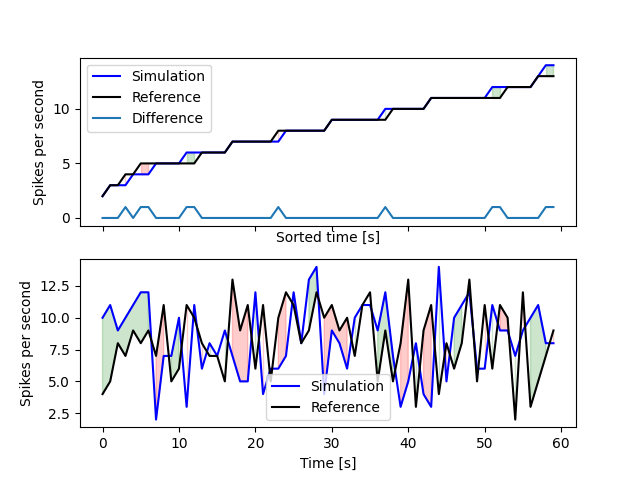 Spikes per second
10
5
0
Simulation
Reference
Difference
Sorted time [s]
Spikes per second
12.5
10.0
7.5
5.0
2.5
Simulation
Reference
0
10
20
30
40
50
60
Time [s]